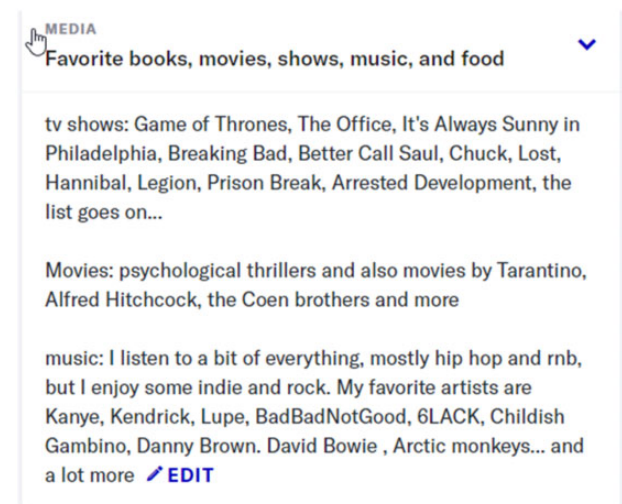 MEDIA
Favorite books, movies, shows, music, and food
tv shows: Game of Thrones, The Office, It's Always Sunny in
Philadelphia, Breaking Bad, Better Call Saul, Chuck, Lost,
Hannibal, Legion, Prison Break, Arrested Development, the
list goes on...
Movies: psychological thrillers and also movies by Tarantino,
Alfred Hitchcock, the Coen brothers and more
music: I listen to a bit of everything, mostly hip hop and rnb,
but I enjoy some indie and rock. My favorite artists are
Kanye, Kendrick, Lupe, BadBadNotGood, 6LACK, Childish
Gambino, Danny Brown. David Bowie , Arctic monkeys... and
a lot more EDIT